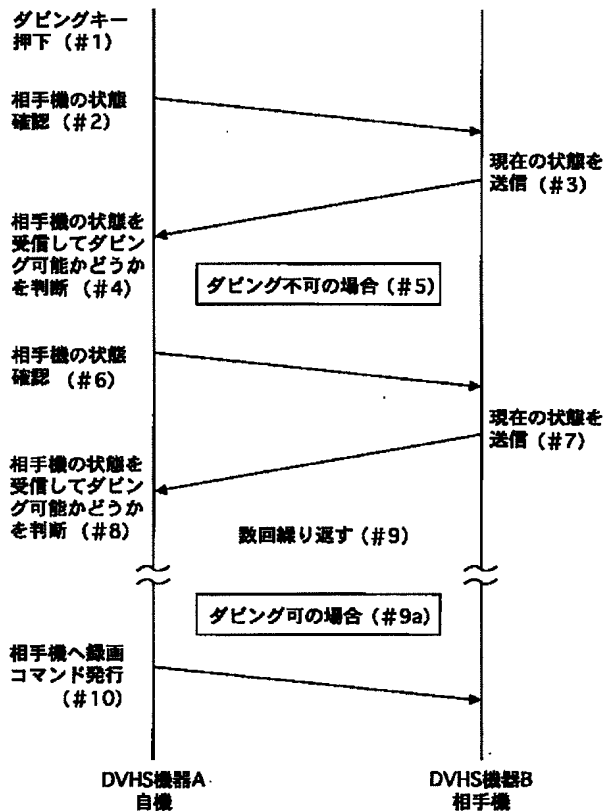 ダビングキー
押下（＃1）
相手機の状態
確認（＃2）
現在の状態を
送信（＃3）
相手機の状態を
受信してダビン
グ可能かどうか
を判断（＃4）
ダビング不可の場合（＃5）
相手機の状態
確認（＃6）
現在の状態を
送信（＃7）
相手機の状態を
受信してダビン
グ可能かどうか
を判断（＃8）
数回繰り返す（＃9）
ダビング可の場合（＃9a）
相手機へ録画
コマンド発行
（＃10）
DVHS機器A
自機
DVHS機器B
相手機